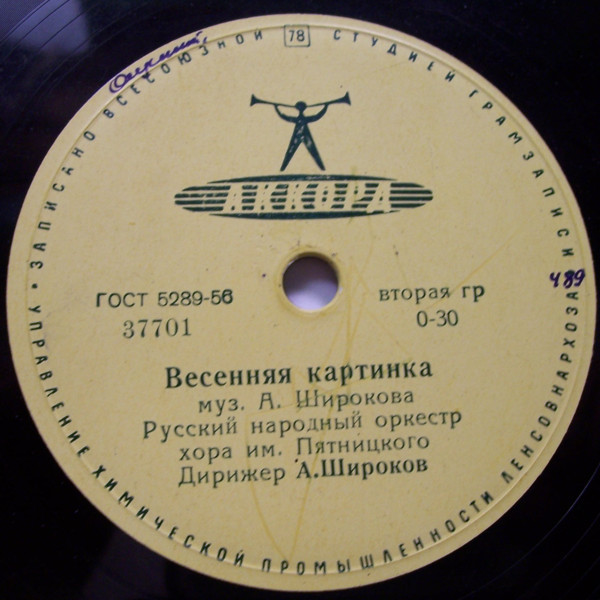 ЗАПИСАНО ВСЕСОЮЗНОЙ 78 СТУДИЕЙ ГРАМЗАПИСИ
АККОРД
ГОСТ 5289-56
вторая гр
37701
0-30
489
Весенняя картинка
муз. А. Широкова
Русский народный оркестр
хора им. Пятницкого
Дирижер А.Широков
УПРАВЛЕНИЕ ХИМИЧЕСКОЙ ПРОМЫШЛЕННОСТИ ЛЕНСОВНАРХОЗА